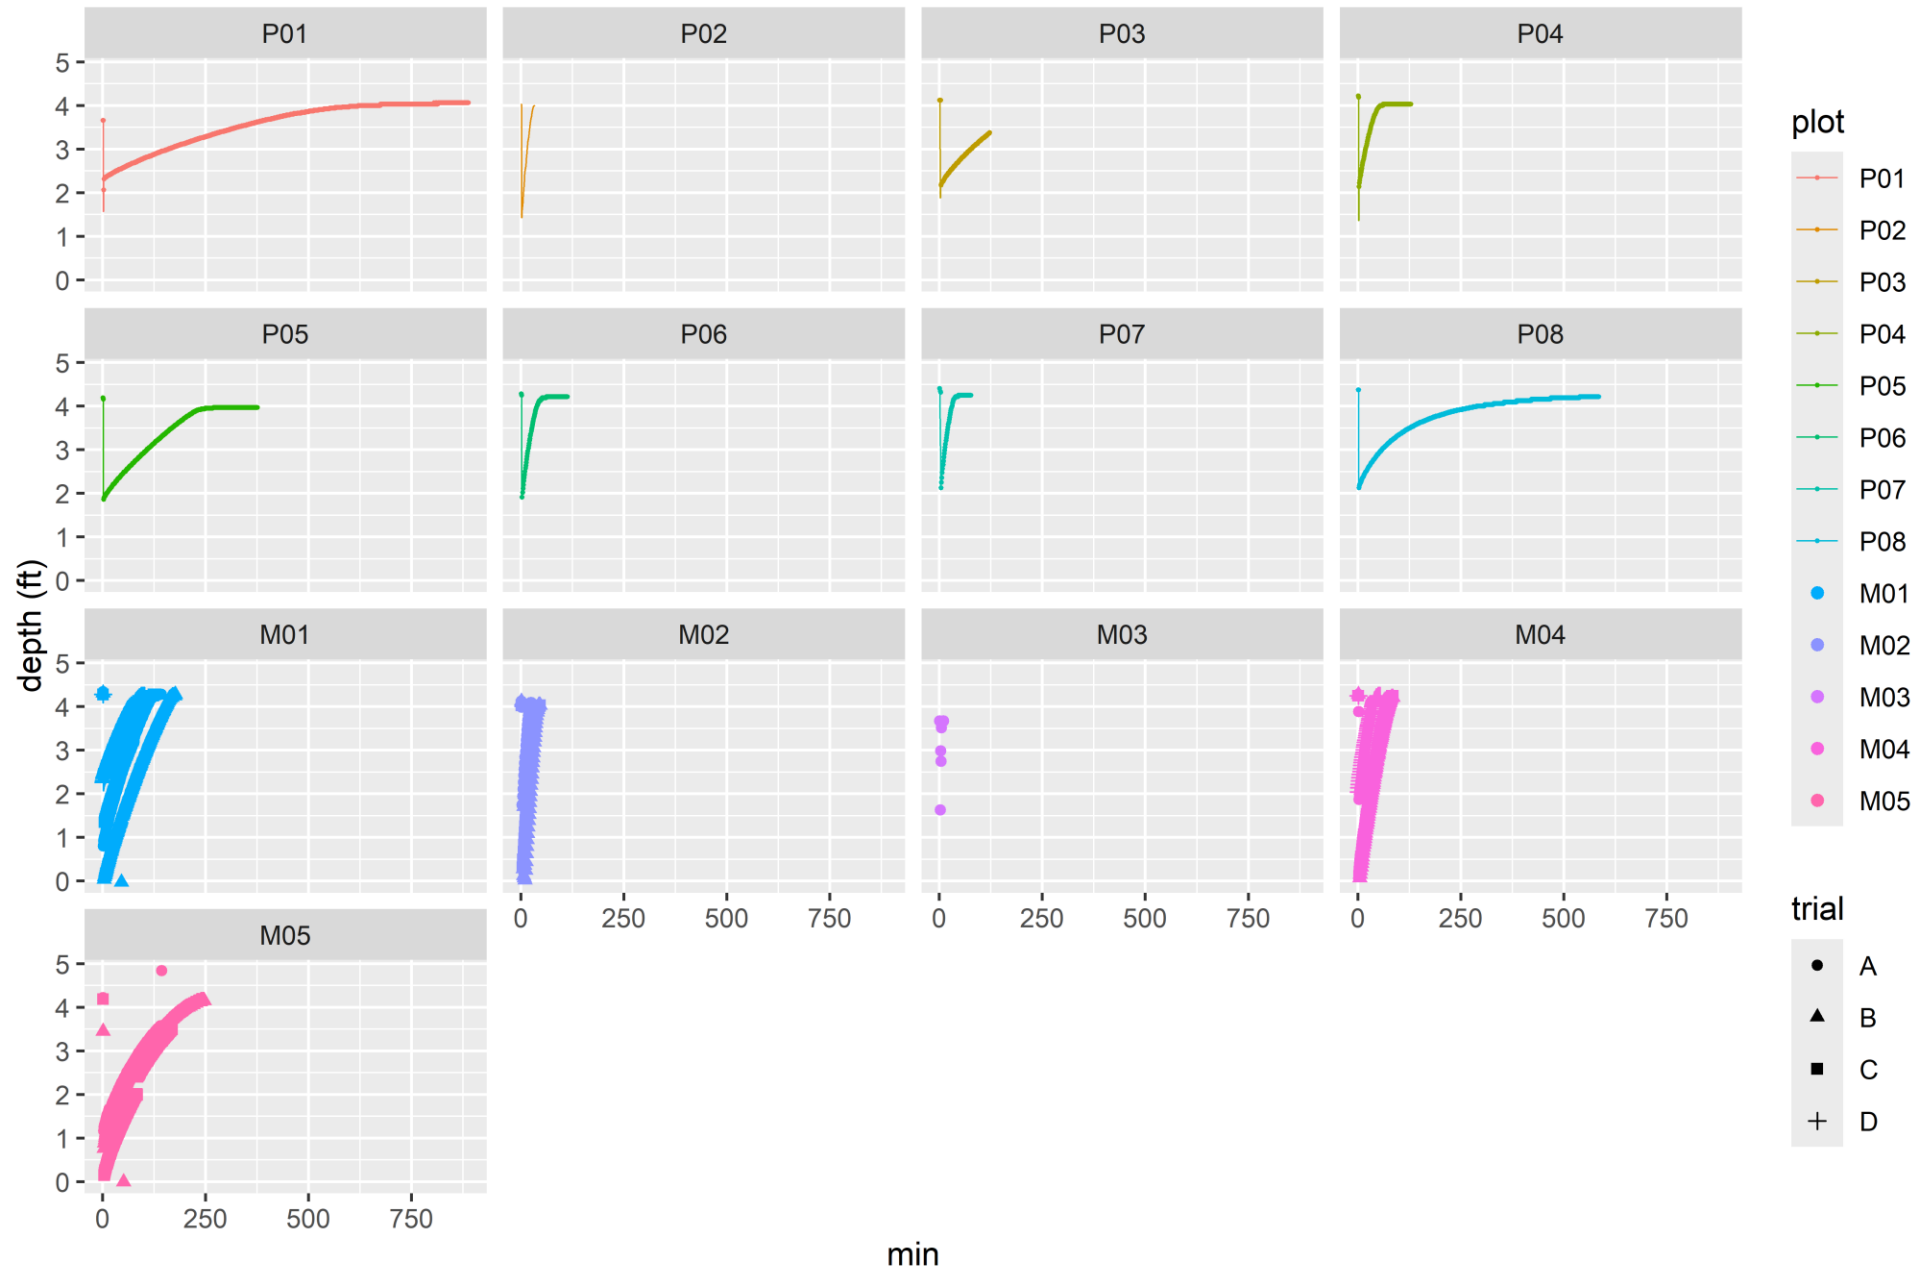 P01 P02 P03 P04
5
4
3
2
1
0
P05 P06 P07 P08
5
4
3
2
1
0
M01 M02 M03 M04
5
4
3
2
1
0
0 250 500 750 0 250 500 750 0 250 500 750
M05
5
4
3
2
1
0
0 250 500 750
depth (ft)
min
plot
P01
P02
P03
P04
P05
P06
P07
P08
M01
M02
M03
M04
M05
trial
A
B
C
D